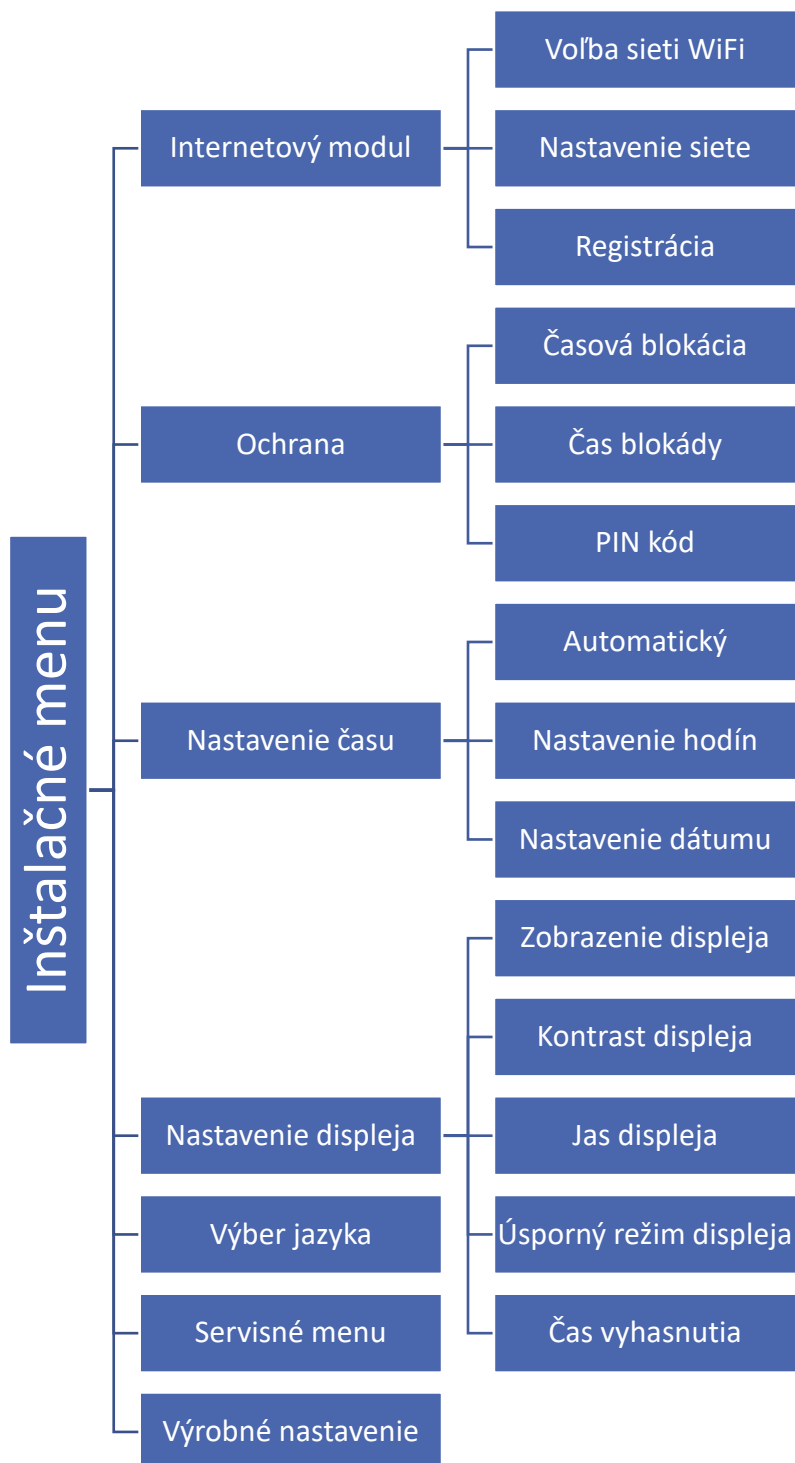 Inštalačné menu
Internetový modul
Voľba sieti WiFi
Nastavenie siete
Registrácia
Ochrana
Časová blokácia
Čas blokády
PIN kód
Nastavenie času
Automatický
Nastavenie hodín
Nastavenie dátumu
Nastavenie displeja
Zobrazenie displeja
Kontrast displeja
Jas displeja
Úsporný režim displeja
Čas vyhasnutia
Výber jazyka
Servisné menu
Výrobné nastavenie